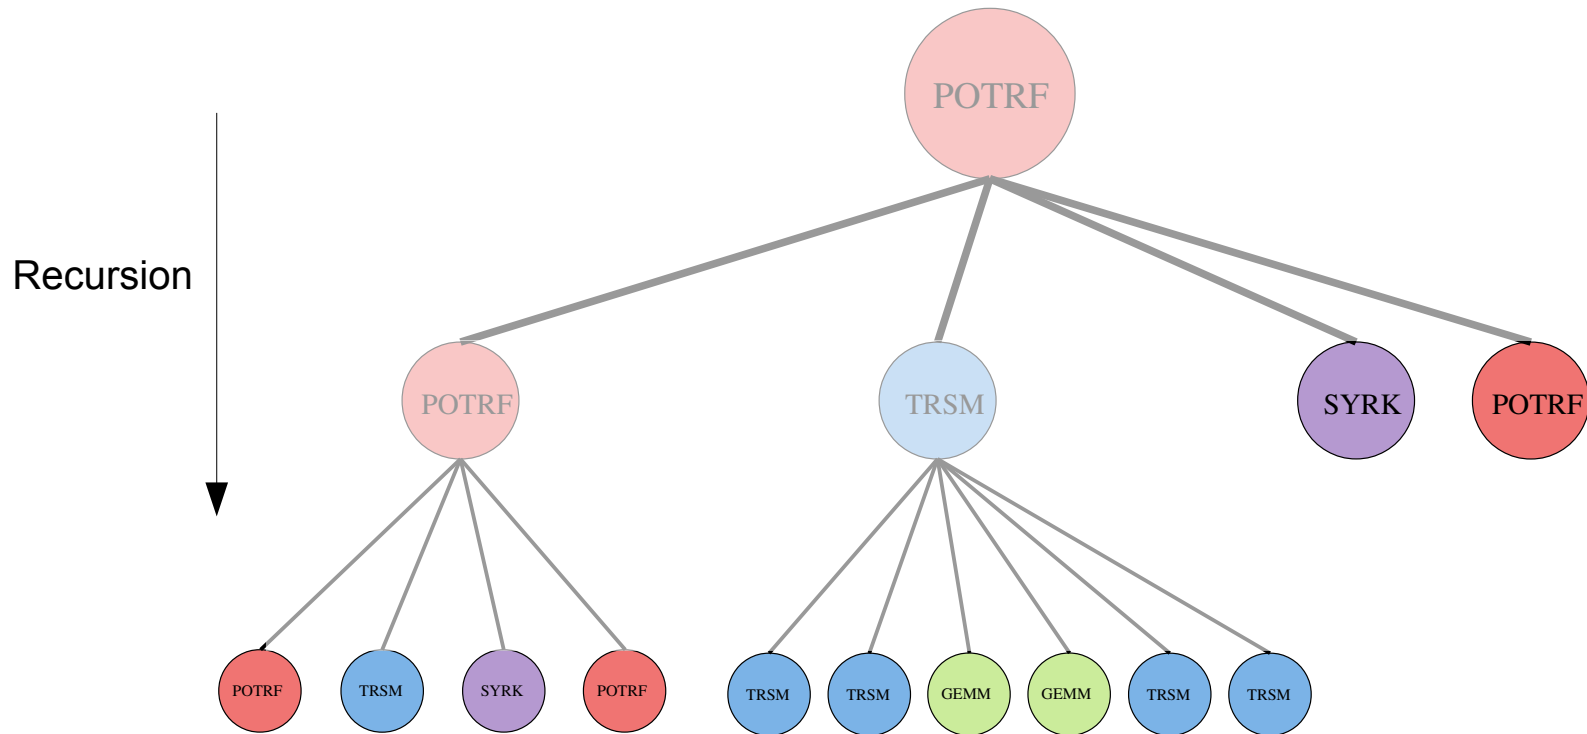 POTRF
Recursion
POTRF
TRSM
SYRK
POTRF
POTRF
TRSM
SYRK
POTRF
TRSM
TRSM
GEMM
GEMM
TRSM
TRSM